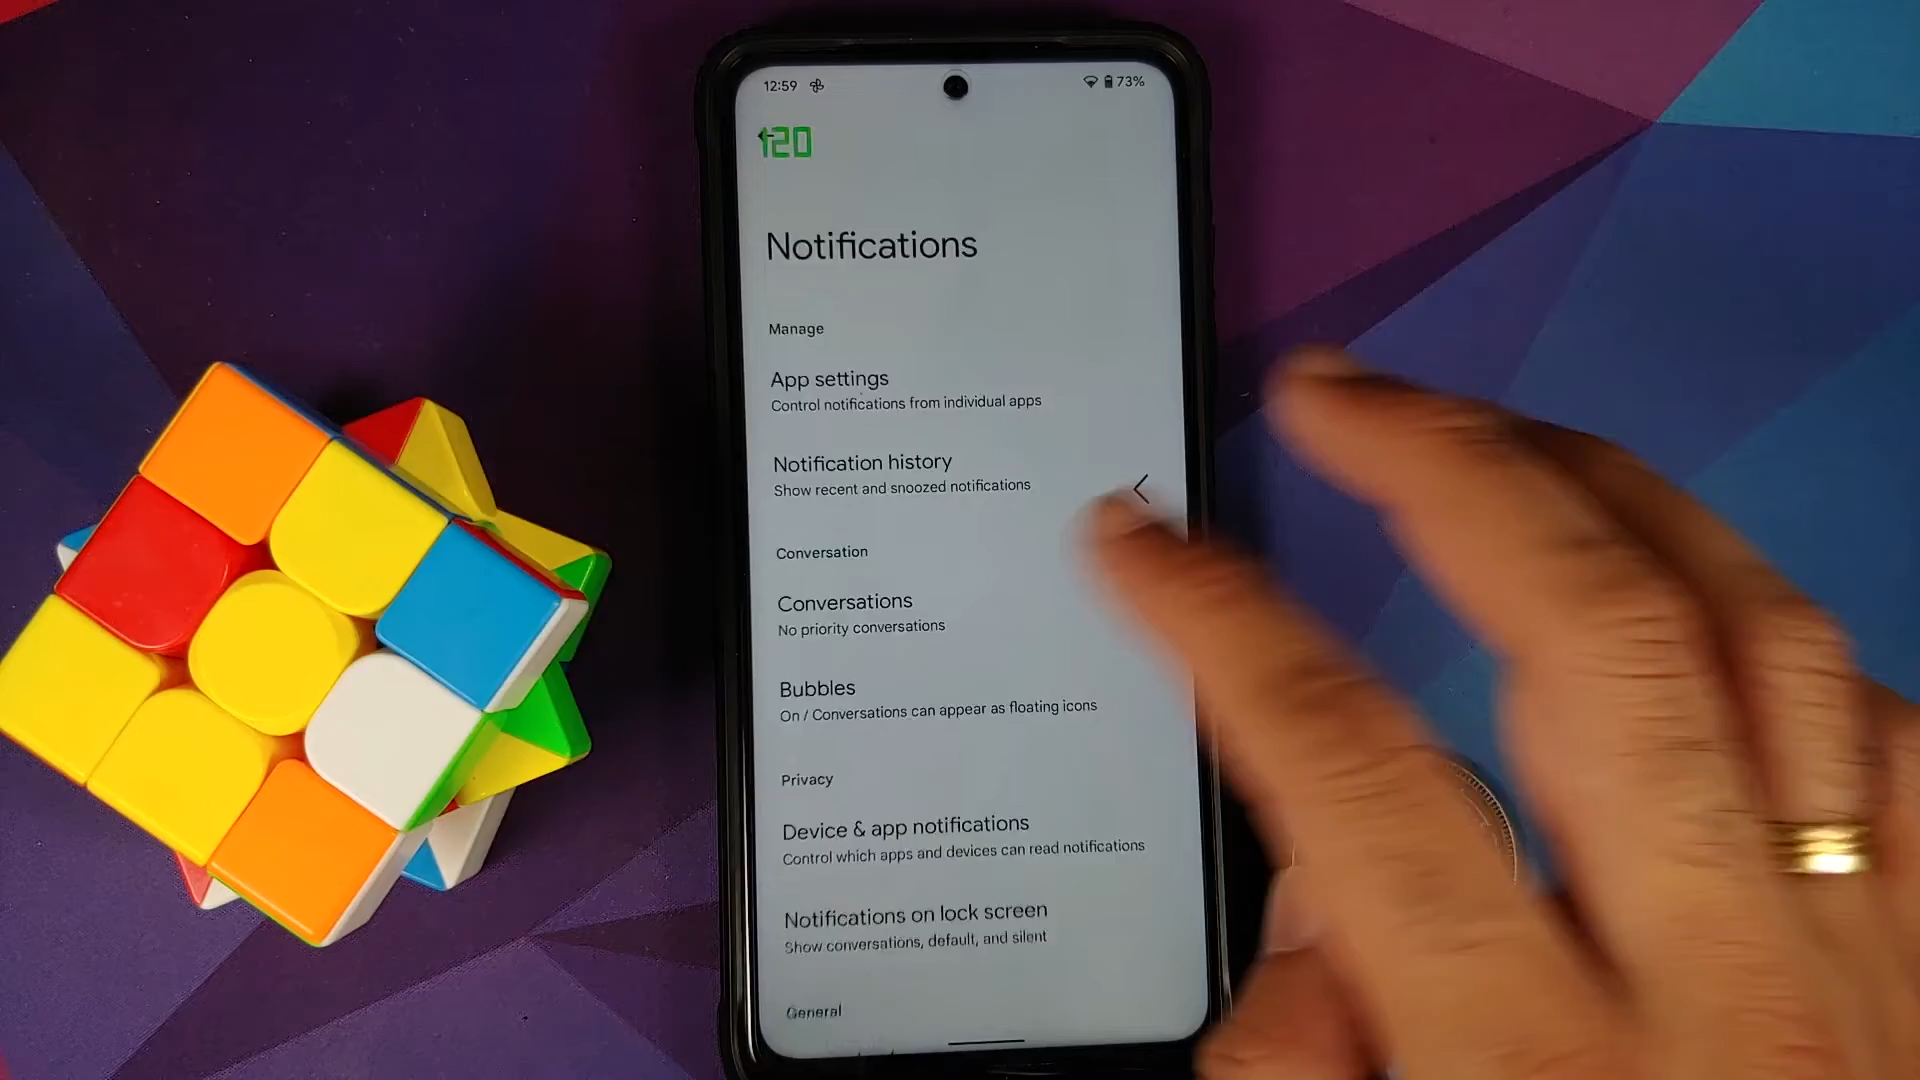 12:59
73%
120
Notifications
Manage
App settings
Control notifications from individual apps
Notification history
Show recent and snoozed notifications
Conversation
Conversations
No priority conversations
Bubbles
On / Conversations can appear as floating icons
Privacy
Device & app notifications
Control which apps and devices can read notifications
Notifications on lock screen
Show conversations, default, and silent
General